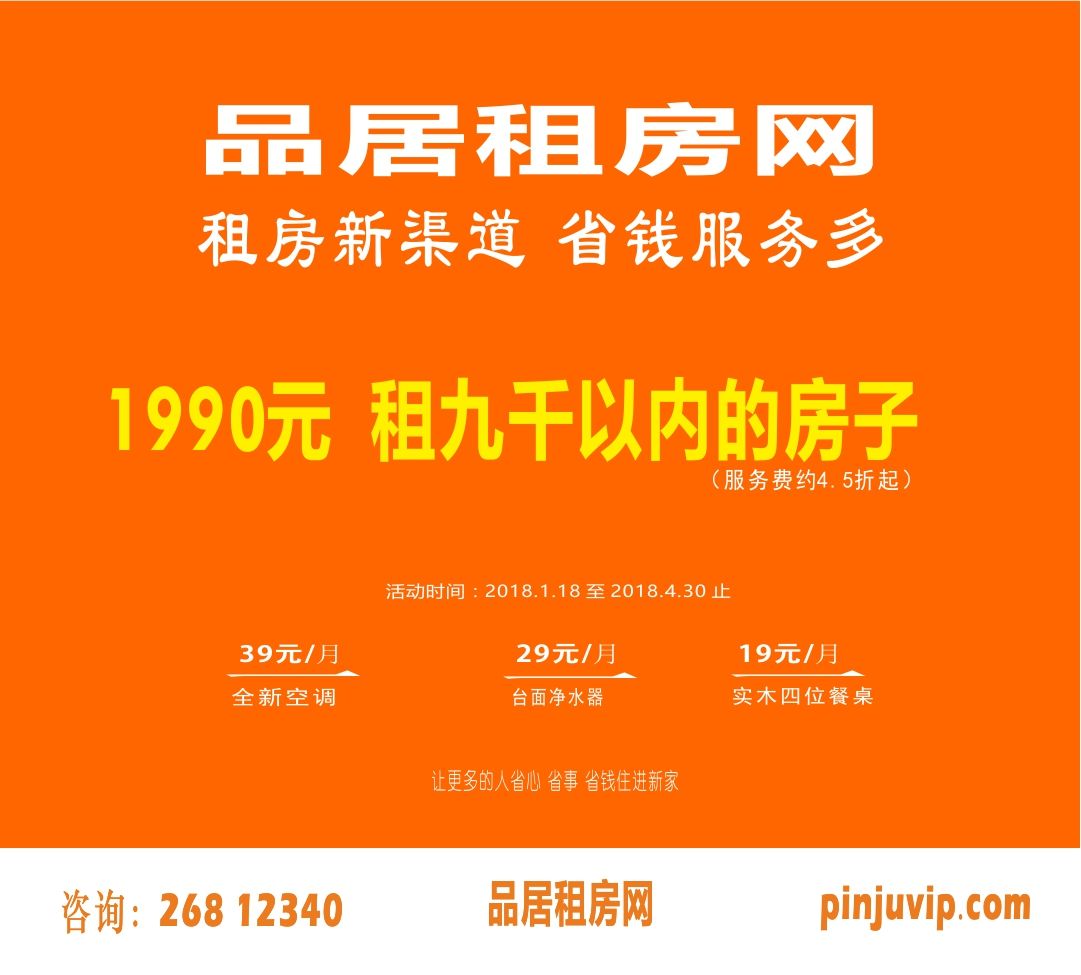 品居租房网
租房新渠道 省钱服务多
1990元 租九千以内的房子
（服务费约4.5折起）
活动时间：2018.1.18 至 2018.4.30 止
39元/月 29元/月 19元/月
全新空调 台面净水器 实木四位餐桌
让更多的人省心 省事 省钱住进新家
咨询：268 12340 品居租房网 pinjuvip.com